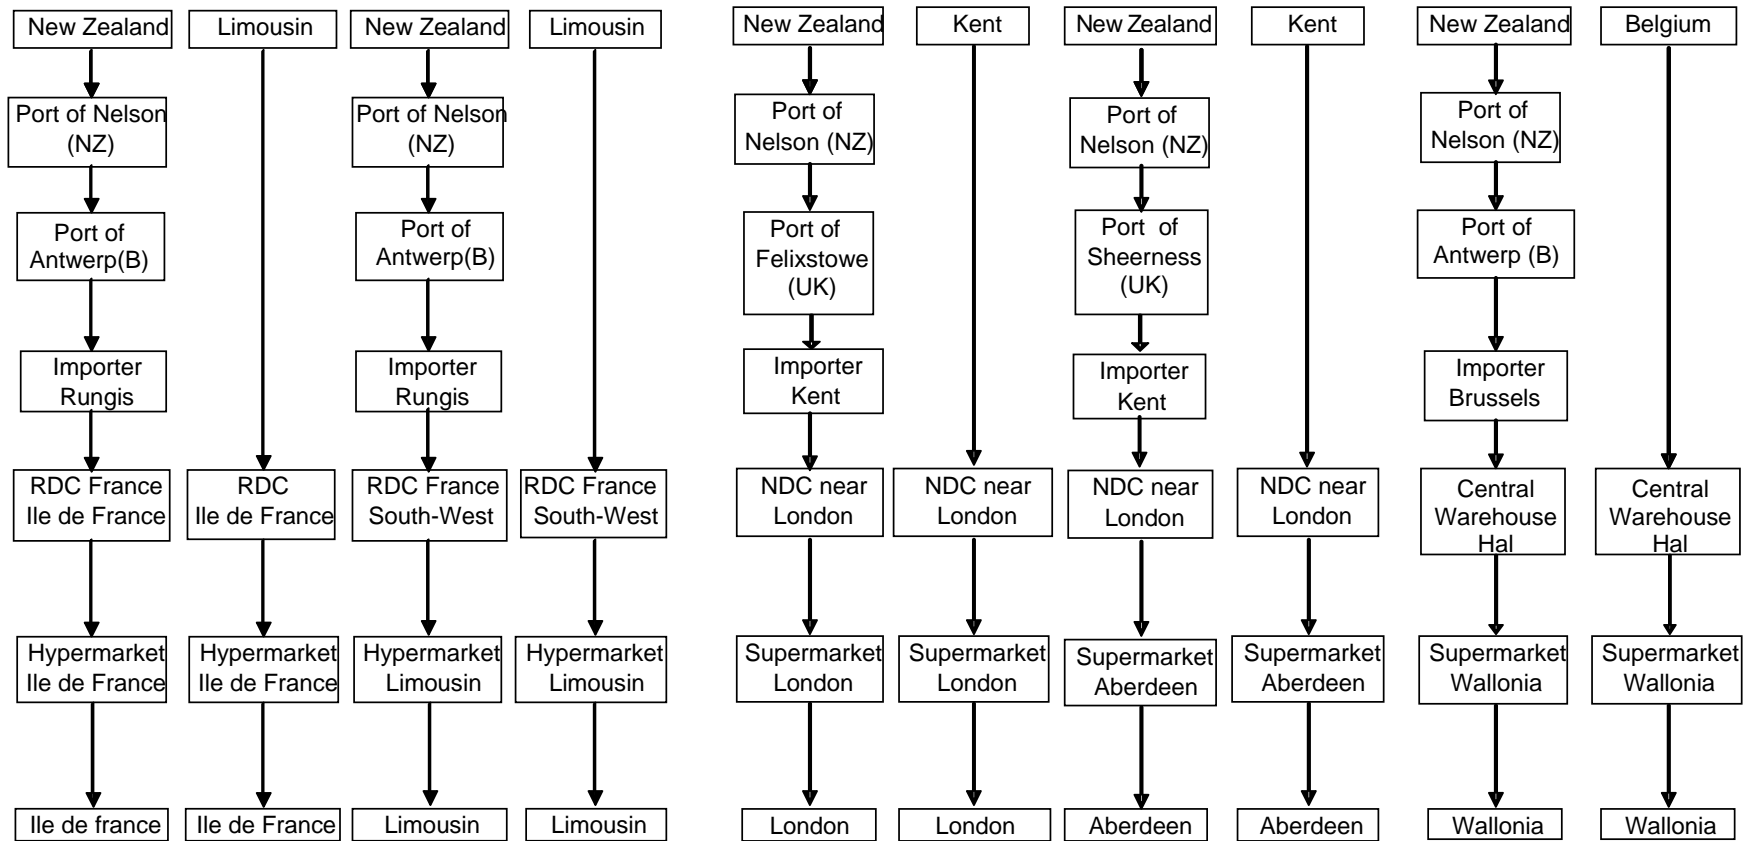 New Zealand
Limousin
New Zealand
Limousin
New Zealand
Kent
New Zealand
Kent
New Zealand
Belgium
Port of Nelson
(NZ)
Port of Nelson
(NZ)
Port of
Nelson (NZ)
Port of
Nelson (NZ)
Port of
Nelson (NZ)
Port of
Antwerp(B)
Port of
Antwerp(B)
Port of
Felixstowe
(UK)
Port of
Sheerness
(UK)
Port of
Antwerp (B)
Importer
Rungis
Importer
Rungis
Importer
Kent
Importer
Kent
Importer
Brussels
RDC France
Ile de France
RDC
Ile de France
RDC France
South-West
RDC France
South-West
NDC near
London
NDC near
London
NDC near
London
NDC near
London
Central
Warehouse
Hal
Central
Warehouse
Hal
Hypermarket
Ile de France
Hypermarket
Ile de France
Hypermarket
Limousin
Hypermarket
Limousin
Supermarket
London
Supermarket
London
Supermarket
Aberdeen
Supermarket
Aberdeen
Supermarket
Wallonia
Supermarket
Wallonia
Ile de france
Ile de France
Limousin
Limousin
London
London
Aberdeen
Aberdeen
Wallonia
Wallonia